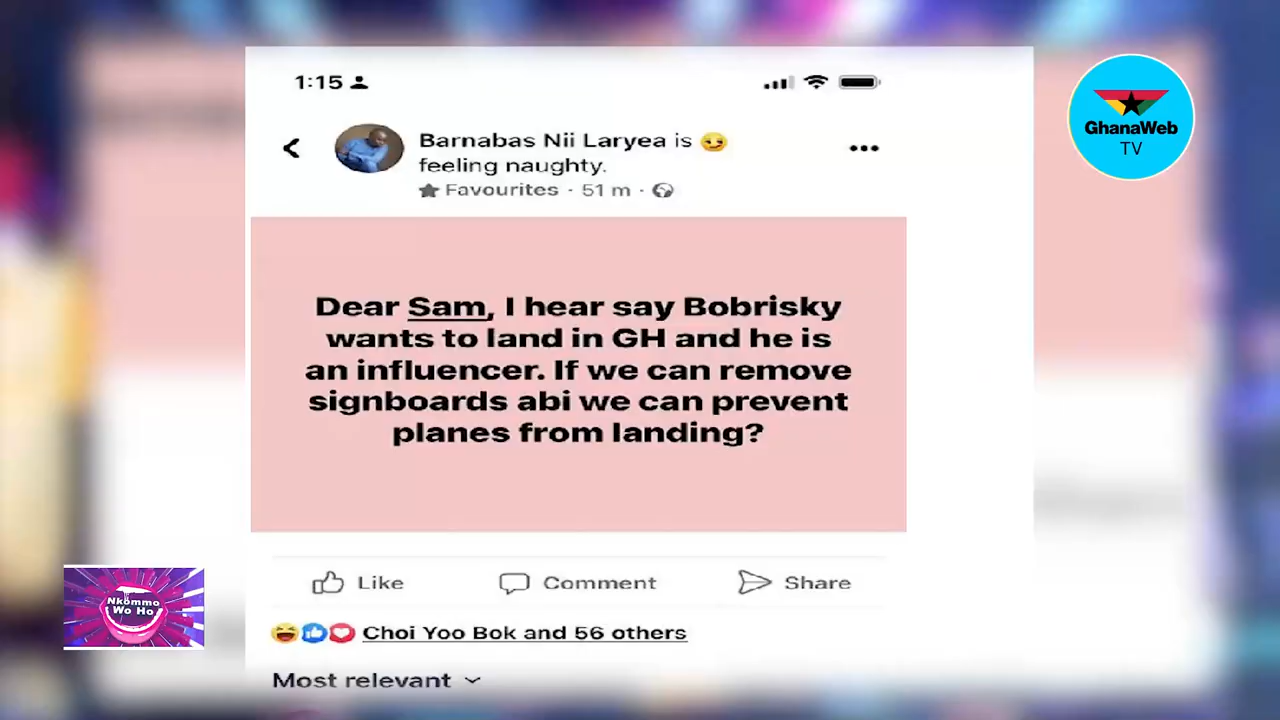 1:15
GhanaWeb
TV
Barnabas Nii Laryea is
feeling naughty.
Favourites · 51 m ·
Dear Sam, I hear say Bobrisky
wants to land in GH and he is
an influencer. If we can remove
signboards abi we can prevent
planes from landing?
Like Comment Share
Nkommo
Wo Ho
Choi Yoo Bok and 56 others
Most relevant